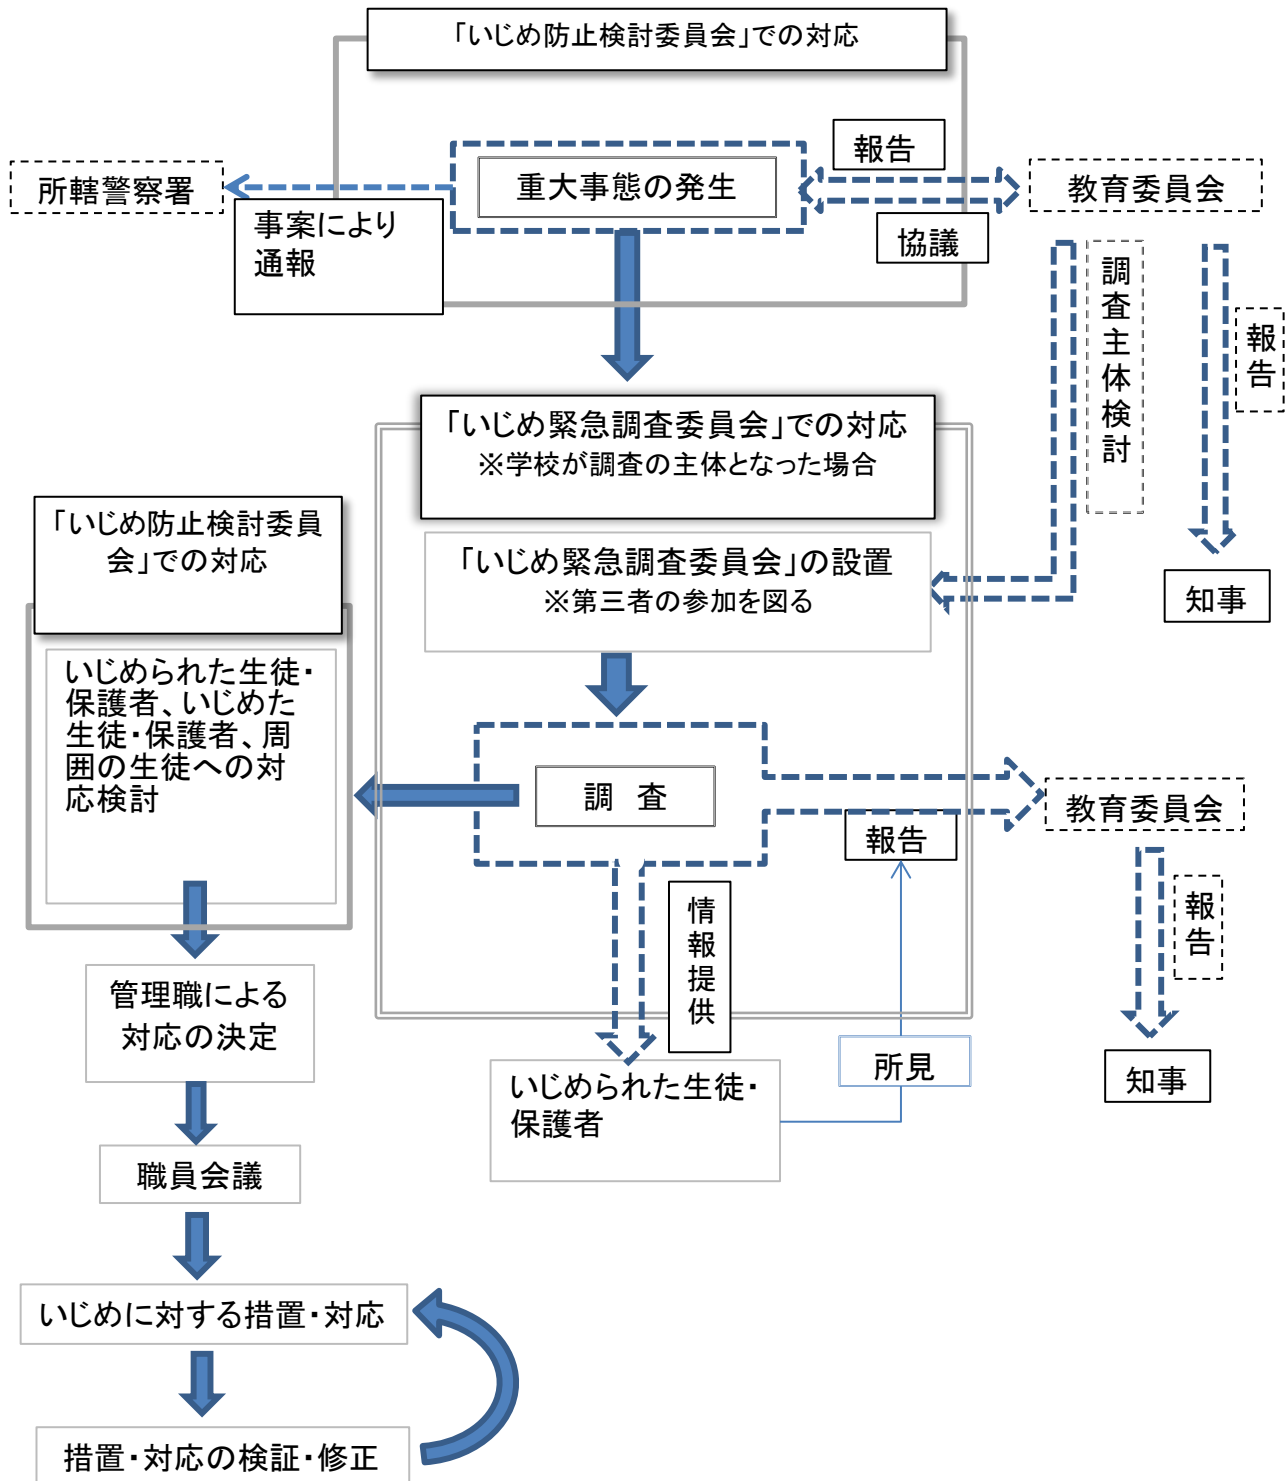 「いじめ防止検討委員会」での対応
報告
重大事態の発生
所轄警察署
教育委員会
事案により
通報
協議
調査主体検討
報告
「いじめ緊急調査委員会」での対応
※学校が調査の主体となった場合
「いじめ防止検討委員
会」での対応
「いじめ緊急調査委員会」の設置
※第三者の参加を図る
知事
いじめられた生徒・
保護者、いじめた
生徒・保護者、周
囲の生徒への対
応検討
調　査
教育委員会
報告
情報提供
報告
管理職による
対応の決定
所見
知事
いじめられた生徒・
保護者
職員会議
いじめに対する措置・対応
措置・対応の検証・修正